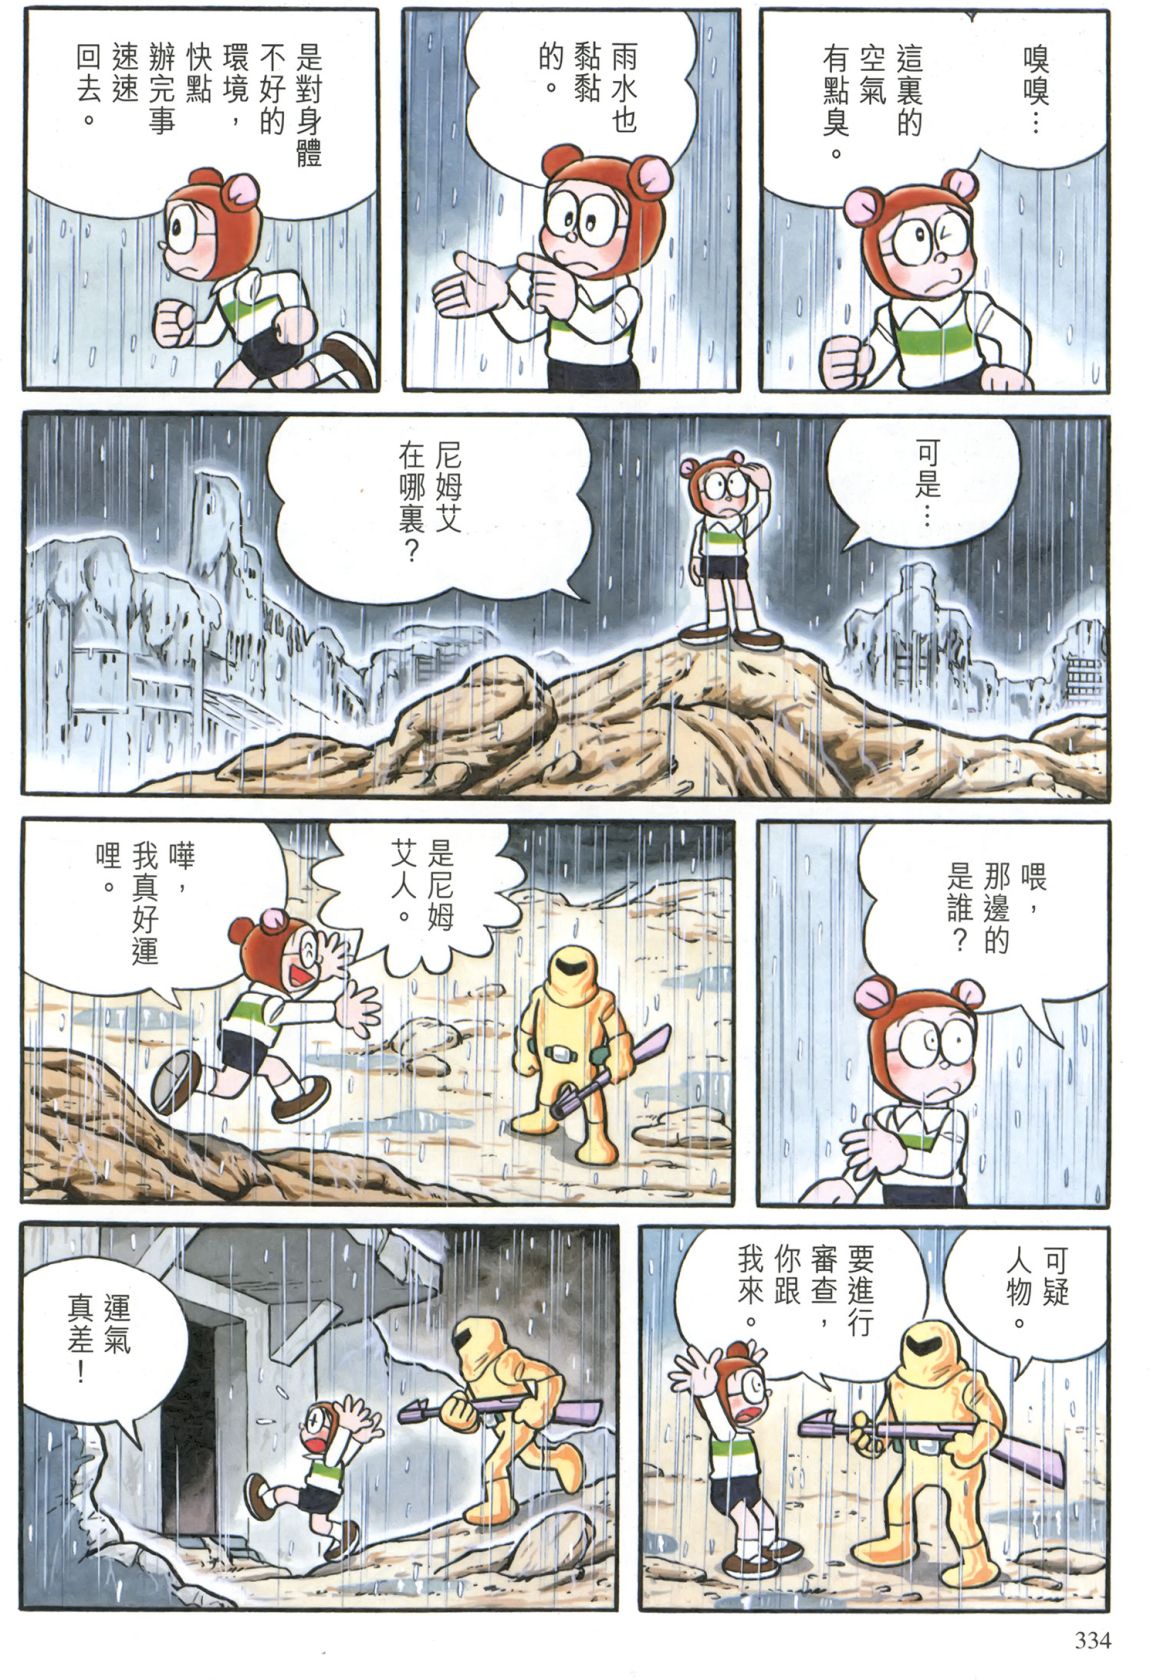 嗅嗅…
這裏的
空氣
有點臭。
雨水也
黏黏
的。
是對身體
不好的
環境，
快點
辦完事
速速
回去。
可是…
尼姆艾
在哪裏？
喂，
那邊的
是誰？
是尼姆
艾人。
嘩，
我真好運
哩。
可疑
人物。
要進行
審查，
你跟
我來。
運氣
真差！
334